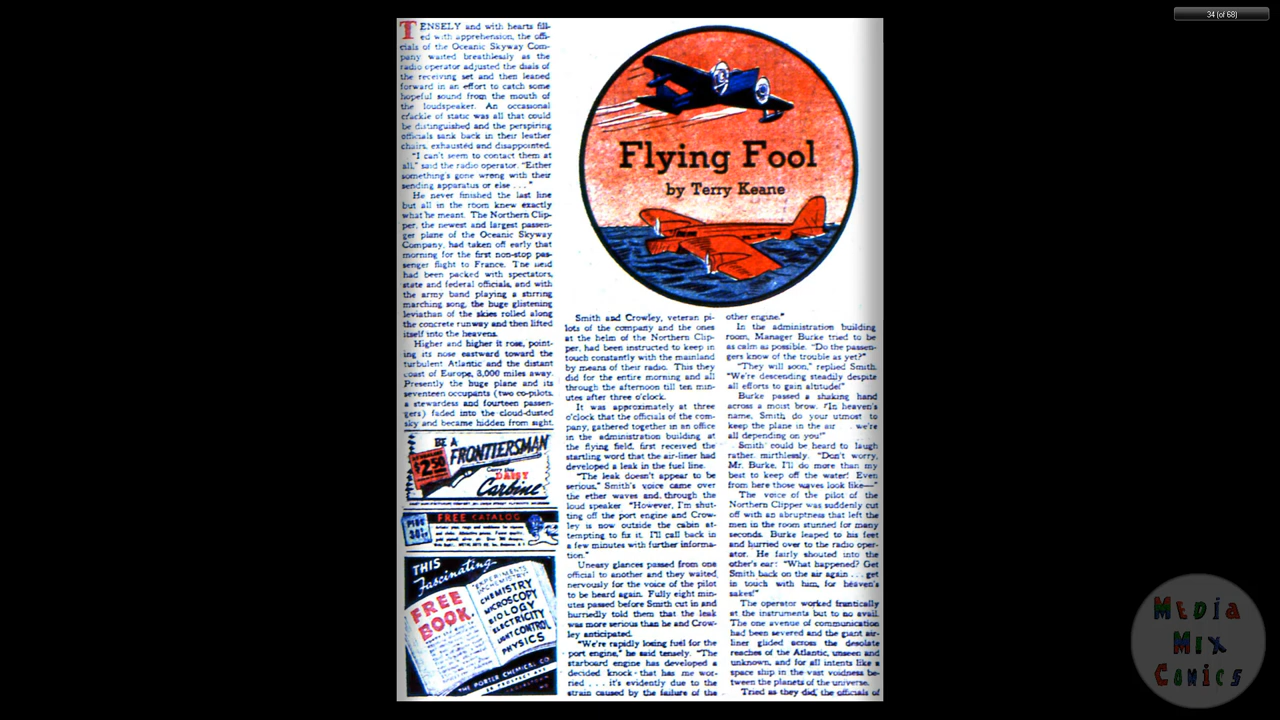 34 (of 68)
TENSELY and with hearts fill-
ed with apprehension, the offi-
cials of the Oceanic Skyway Com-
pany waited breathlessly as the
radio operator adjusted the dials of
the receiving set and then leaned
forward in an effort to catch some
hopeful sound from the mouth of
the loudspeaker. An occasional
crackle of static was all that could
be distinguished and the perspiring
officials sank back in their leather
chairs, exhausted and disappointed.
"I can't seem to contact them at
all," said the radio operator. "Either
something's gone wrong with their
sending apparatus or else . . . "
He never finished the last line
but all in the room knew exactly
what he meant. The Northern Clip-
per, the newest and largest passen-
ger plane of the Oceanic Skyway
Company, had taken off early that
morning for the first non-stop pas-
senger flight to France. The field
had been packed with spectators,
state and federal officials, and with
the army band playing a stirring
marching song, the huge glistening
leviathan of the skies rolled along
the concrete runway and then lifted
itself into the heavens.
Higher and higher it rose, point-
ing its nose eastward toward the
turbulent Atlantic and the distant
coast of Europe, 3,000 miles away.
Presently the huge plane and its
seventeen occupants (two co-pilots,
a stewardess and fourteen passen-
gers) faded into the cloud-dusted
sky and became hidden from sight.
BE A
FRONTIERSMAN
$2.50
Carry this
DAISY
Carbine
FREE CATALOG
THIS
Fascinating
FREE
BOOK
EXPERIMENTS
CHEMISTRY
MICROSCOPY
BIOLOGY
ELECTRICITY
LIGHT CONTROL
PHYSICS
THE PORTER CHEMICAL CO.
Flying Fool
by Terry Keane
Smith and Crowley, veteran pi-
lots of the company and the ones
at the helm of the Northern Clip-
per, had been instructed to keep in
touch constantly with the mainland
by means of their radio. This they
did for the entire morning and all
through the afternoon till ten min-
utes after three o'clock.
It was approximately at three
o'clock that the officials of the com-
pany, gathered together in an office
in the administration building at
the flying field, first received the
startling word that the air-liner had
developed a leak in the fuel line.
"The leak doesn't appear to be
serious," Smith's voice came over
the ether waves and through the
loud speaker "However, I'm shut-
ting off the port engine and Crow-
ley is now outside the cabin at-
tempting to fix it. I'll call back in
a few minutes with further informa-
tion."
Uneasy glances passed from one
official to another and they waited
nervously for the voice of the pilot
to be heard again. Fully eight min-
utes passed before Smith cut in and
hurriedly told them that the leak
was more serious than he and Crow-
ley anticipated.
"We're rapidly losing fuel for the
port engine," he said tensely. "The
starboard engine has developed a
decided knock - that has me wor-
ried . . . it's evidently due to the
strain caused by the failure of the
other engine."
In the administration building
room, Manager Burke tried to be
as calm as possible. "Do the passen-
gers know of the trouble as yet?"
"They will soon," replied Smith.
"We're descending steadily despite
all efforts to gain altitude!"
Burke passed a shaking hand
across a moist brow. "In heaven's
name, Smith, do your utmost to
keep the plane in the air . . we're
all depending on you!"
Smith could be heard to laugh
rather mirthlessly. "Don't worry,
Mr. Burke. I'll do more than my
best to keep off the water! Even
from here those waves look like—"
The voice of the pilot of the
Northern Clipper was suddenly cut
off with an abruptness that left the
men in the room stunned for many
seconds. Burke leaped to his feet
and hurried over to the radio oper-
ator. He fairly shouted into the
other's ear: "What happened? Get
Smith back on the air again . . . get
in touch with him, for heaven's
sakes!"
The operator worked frantically
at the instruments but to no avail.
The one avenue of communication
had been severed and the giant air-
liner glided across the desolate
reaches of the Atlantic, unseen and
unknown, and for all intents like a
space ship in the vast voidness be-
tween the planets of the universe.
Tried as they did, the officials of
MEDIA
MIX
COMICS